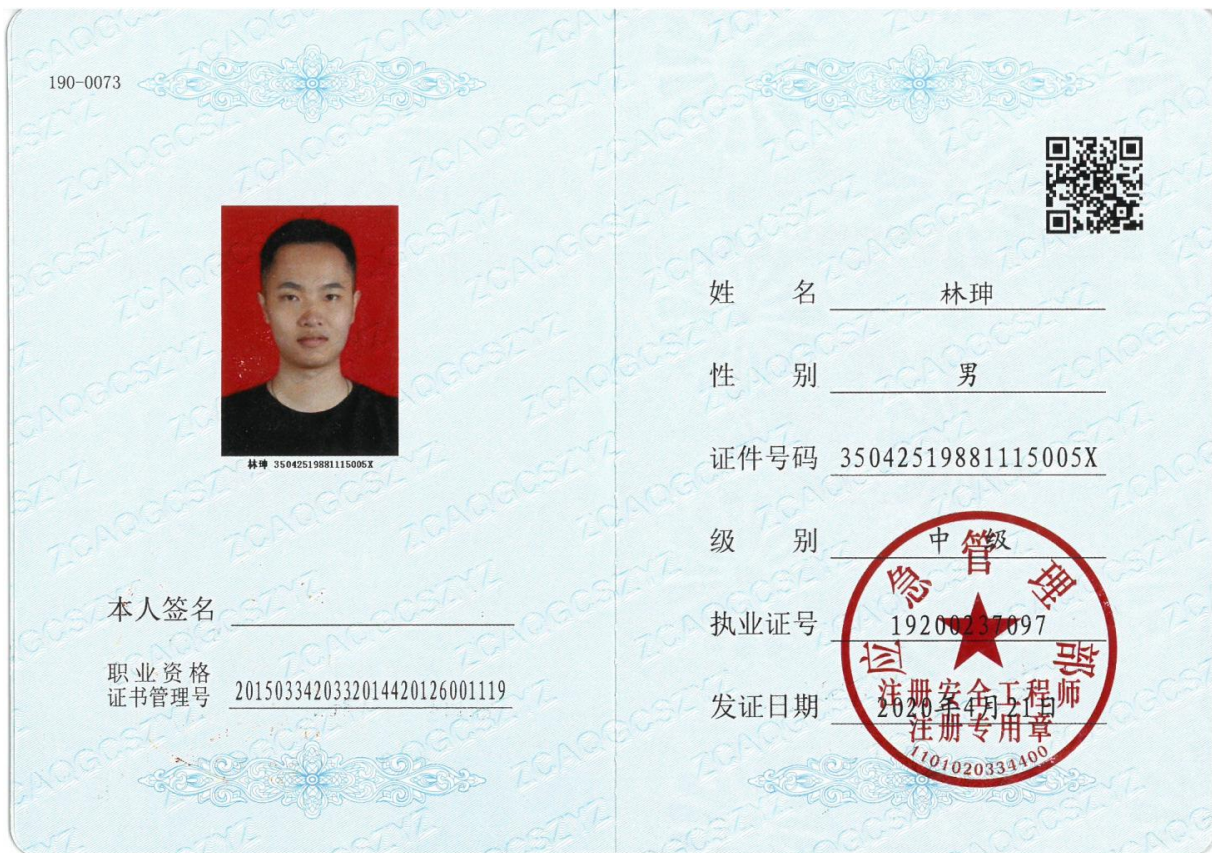 190-0073
林珅 35042519881115005X
本人签名
职业资格
证书管理号 2015033420332014420126001119
姓名 林珅
性别 男
证件号码 35042519881115005X
级别 中级
执业证号 19200237097
发证日期 2020年4月21日
应急管理部
注册安全工程师
注册专用章
1101020334400
ZCAQGCSZYZ